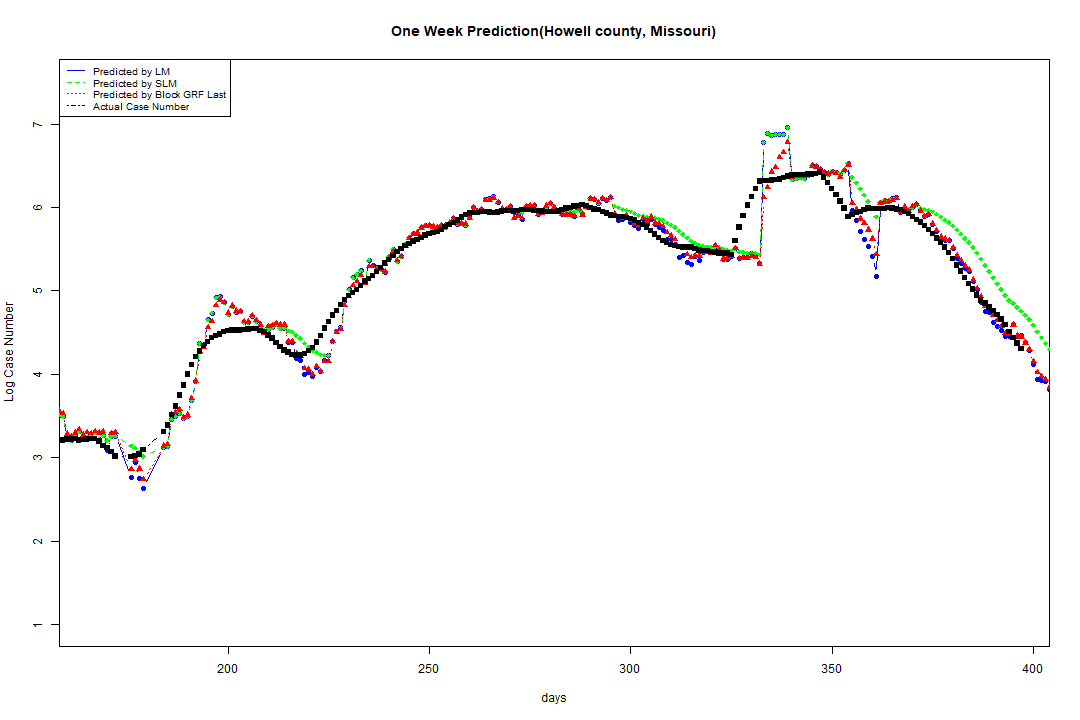 One Week Prediction(Howell county, Missouri)
Predicted by LM
Predicted by SLM
Predicted by Block GRF Last
Actual Case Number
7
6
5
4
3
2
1
Log Case Number
200 250 300 350 400
days